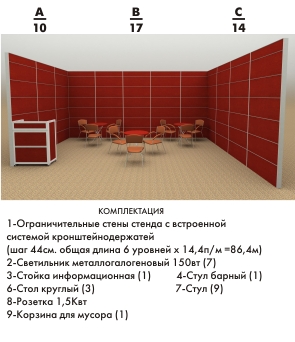 A B C
10 17 14
КОМПЛЕКТАЦИЯ
1-Ограничительные стены стенда с встроенной
системой кронштейнодержатей
(шаг 44см. общая длина 6 уровней x 14,4п/м =86,4м)
2-Светильник металлогалогеновый 150вт (7)
3-Стойка информационная (1) 4-Стул барный (1)
6-Стол круглый (3) 7-Стул (9)
8-Розетка 1,5Квт
9-Корзина для мусора (1)